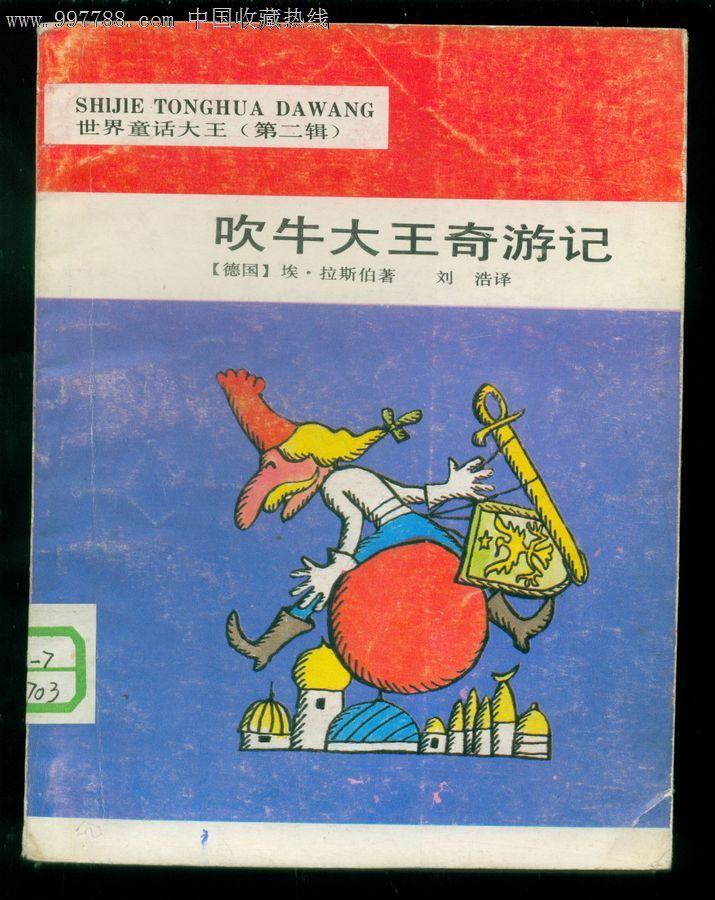 www.997788.com 中国收藏热线
SHIJIE TONGHUA DAWANG
世界童话大王（第二辑）
吹牛大王奇游记
【德国】埃·拉斯伯著 刘 浩译
-7
703